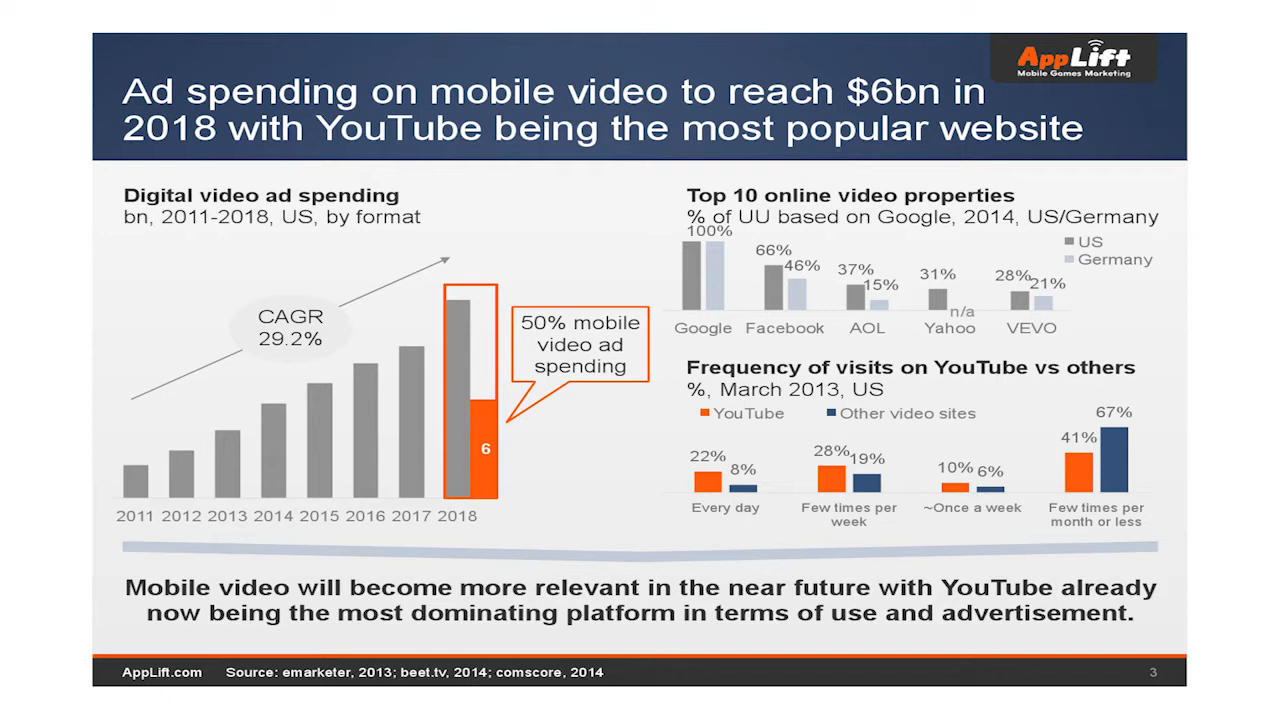 AppLift
Mobile Games Marketing
Ad spending on mobile video to reach $6bn in
2018 with YouTube being the most popular website
Digital video ad spending
bn, 2011-2018, US, by format
CAGR
29.2%
50% mobile
video ad
spending
6
2011 2012 2013 2014 2015 2016 2017 2018
Top 10 online video properties
% of UU based on Google, 2014, US/Germany
100%
66%
46%
37%
15%
31%
n/a
28%
21%
US
Germany
Google Facebook AOL Yahoo VEVO
Frequency of visits on YouTube vs others
%, March 2013, US
YouTube Other video sites
22%
8%
28%
19%
10%
6%
41%
67%
Every day
Few times per
week
~Once a week
Few times per
month or less
Mobile video will become more relevant in the near future with YouTube already
now being the most dominating platform in terms of use and advertisement.
AppLift.com Source: emarketer, 2013; beet.tv, 2014; comscore, 2014
3